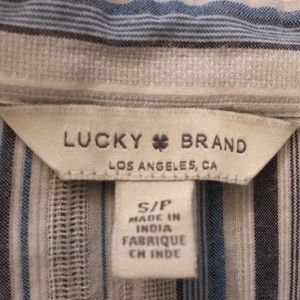 LUCKY BRAND
LOS ANGELES, CA
S/P
MADE IN
INDIA
FABRIQUE
EN INDE